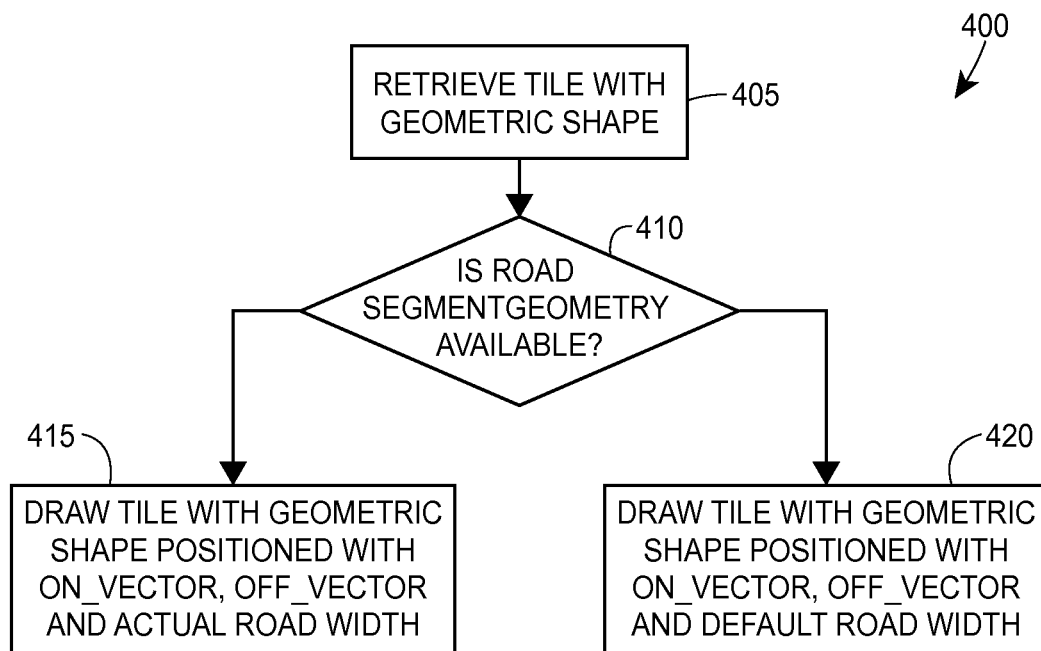 400
RETRIEVE TILE WITH
GEOMETRIC SHAPE
405
410
IS ROAD
SEGMENTGEOMETRY
AVAILABLE?
415
DRAW TILE WITH GEOMETRIC
SHAPE POSITIONED WITH
ON_VECTOR, OFF_VECTOR
AND ACTUAL ROAD WIDTH
420
DRAW TILE WITH GEOMETRIC
SHAPE POSITIONED WITH
ON_VECTOR, OFF_VECTOR
AND DEFAULT ROAD WIDTH